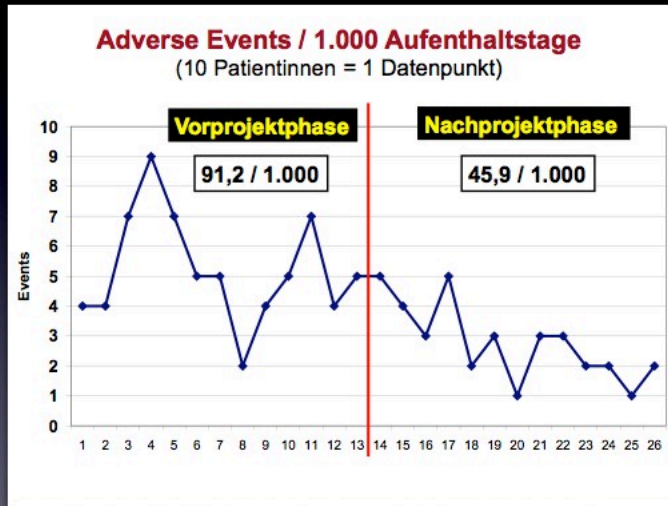 Adverse Events / 1.000 Aufenthaltstage
(10 Patientinnen = 1 Datenpunkt)
Vorprojektphase
Nachprojektphase
91,2 / 1.000
45,9 / 1.000
Events
10
9
8
7
6
5
4
3
2
1
0
1 2 3 4 5 6 7 8 9 10 11 12 13 14 15 16 17 18 19 20 21 22 23 24 25 26